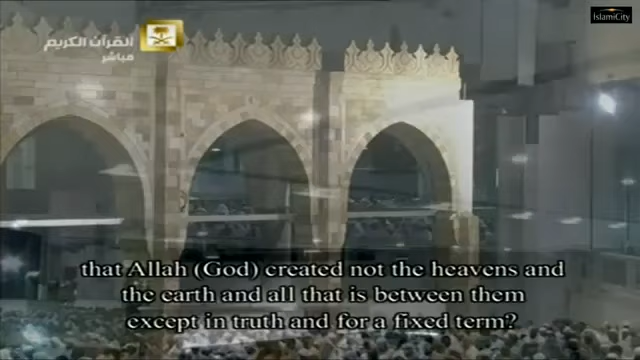 القرآن الكريم
مباشر
IslamiCity
that Allah (God) created not the heavens and
the earth and all that is between them
except in truth and for a fixed term?